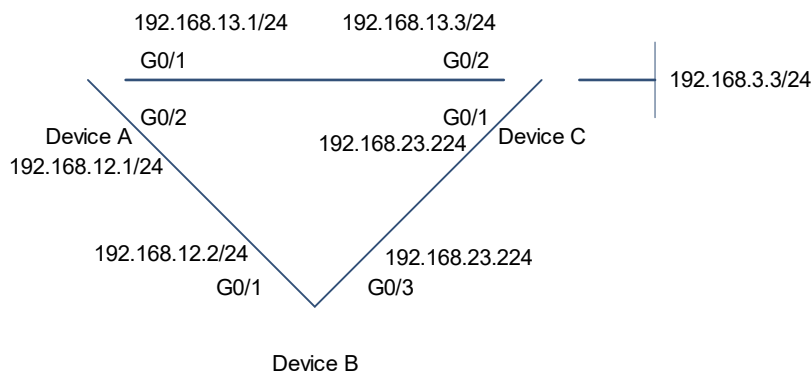 192.168.13.1/24
192.168.13.3/24
G0/1
G0/2
192.168.3.3/24
G0/2
G0/1
Device A
192.168.23.224
Device C
192.168.12.1/24
192.168.12.2/24
192.168.23.224
G0/1
G0/3
Device B